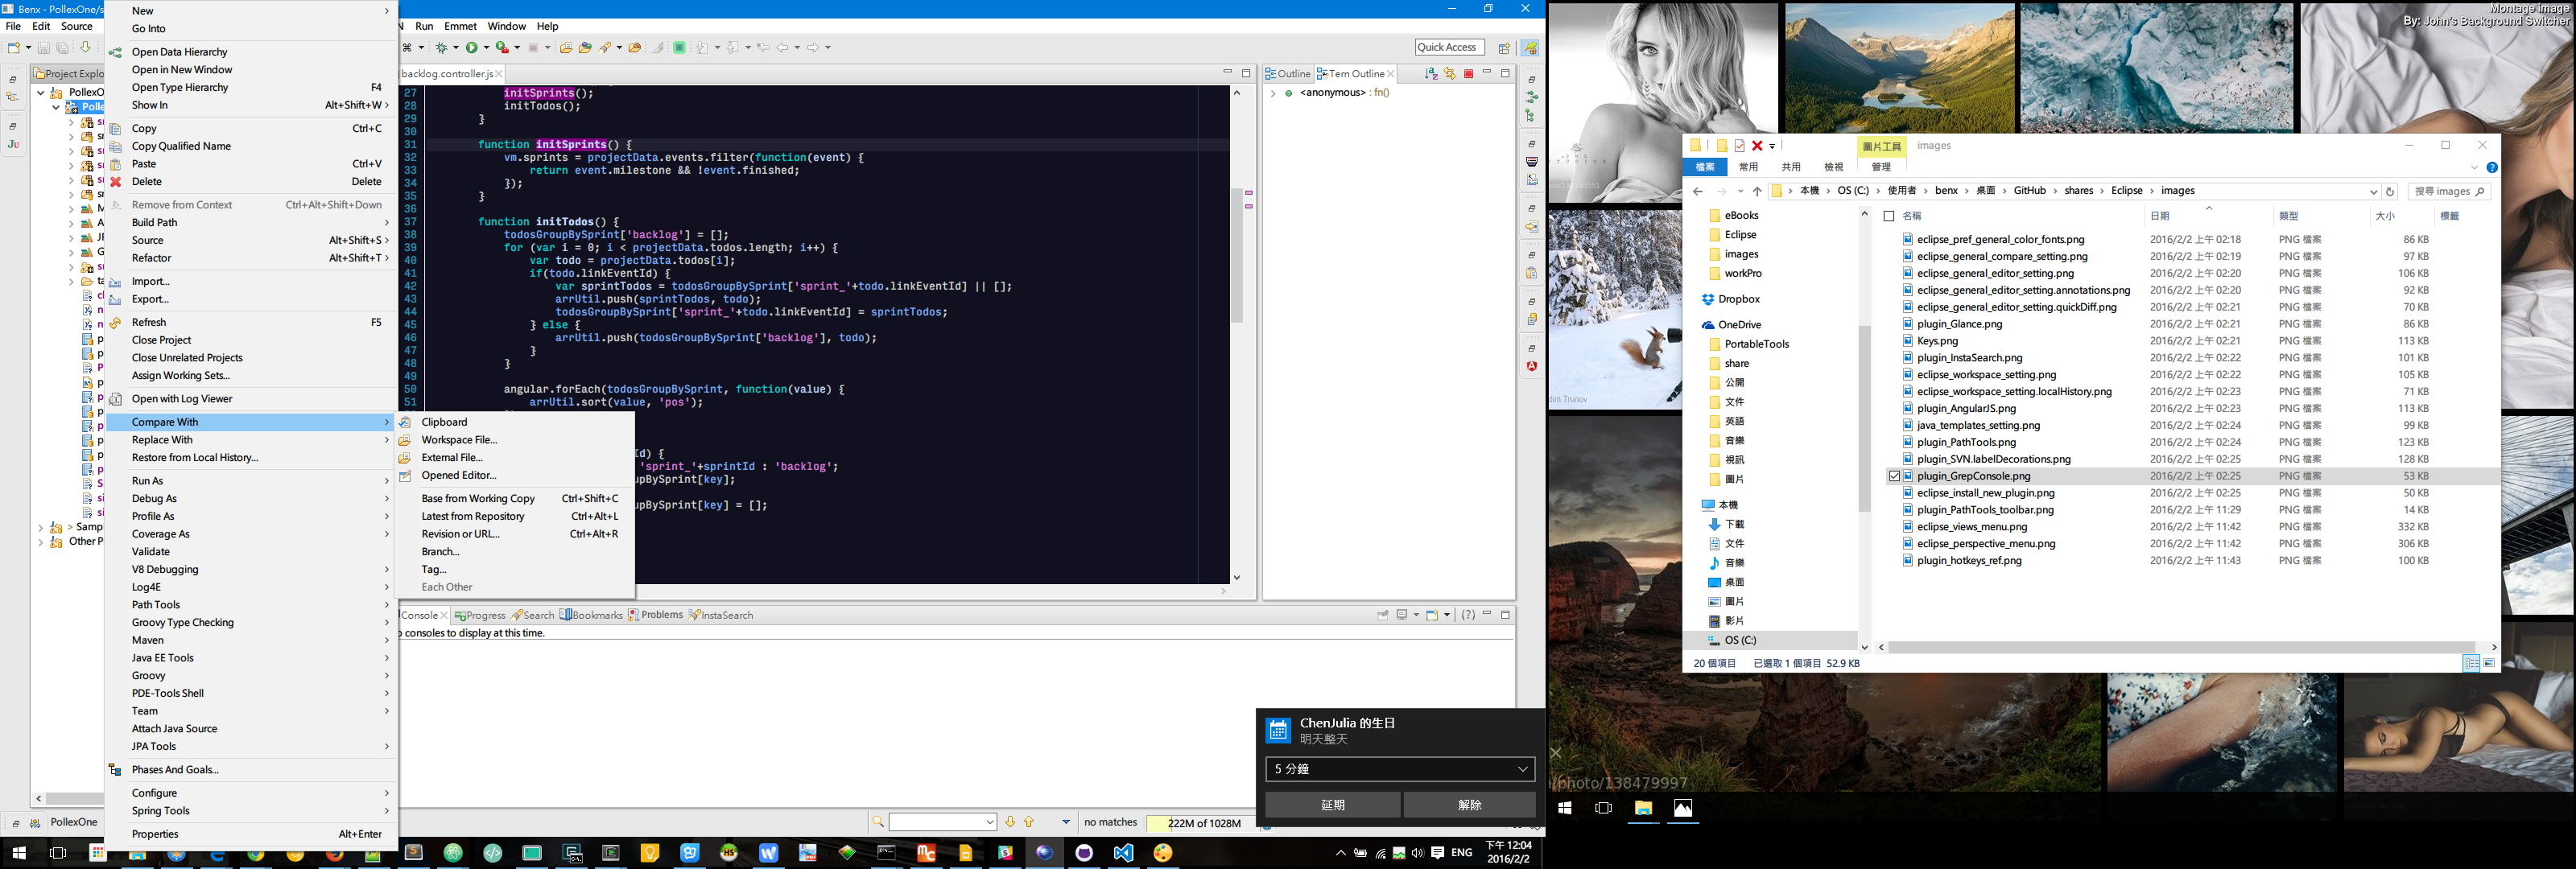 Benx - PollexOne/s
File Edit Source
Run Emmet Window Help
Quick Access
Project Explo
PollexO
Polle
> Samp
Other P
New
Go Into
Open Data Hierarchy
Open in New Window
Open Type Hierarchy F4
Show In Alt+Shift+W >
Copy Ctrl+C
Copy Qualified Name
Paste Ctrl+V
Delete Delete
Remove from Context Ctrl+Alt+Shift+Down
Build Path
Source Alt+Shift+S >
Refactor Alt+Shift+T >
Import...
Export...
Refresh F5
Close Project
Close Unrelated Projects
Assign Working Sets...
Open with Log Viewer
Compare With
Replace With
Restore from Local History...
Run As
Debug As
Profile As
Coverage As
Validate
V8 Debugging
Log4E
Path Tools
Groovy Type Checking
Maven
Java EE Tools
Groovy
PDE-Tools Shell
Team
Attach Java Source
JPA Tools
Phases And Goals...
Configure
Spring Tools
Properties Alt+Enter
Clipboard
Workspace File...
External File...
Opened Editor...
Base from Working Copy Ctrl+Shift+C
Latest from Repository Ctrl+Alt+L
Revision or URL... Ctrl+Alt+R
Branch...
Tag...
Each Other
backlog.controller.js
27 initSprints();
28 initTodos();
29 }
30
31 function initSprints() {
32 vm.sprints = projectData.events.filter(function(event) {
33 return event.milestone && !event.finished;
34 });
35 }
36
37 function initTodos() {
38 todosGroupBySprint['backlog'] = [];
39 for (var i = 0; i < projectData.todos.length; i++) {
40 var todo = projectData.todos[i];
41 if(todo.linkEventId) {
42 var sprintTodos = todosGroupBySprint['sprint_'+todo.linkEventId] || [];
43 arrUtil.push(sprintTodos, todo);
44 todosGroupBySprint['sprint_'+todo.linkEventId] = sprintTodos;
45 } else {
46 arrUtil.push(todosGroupBySprint['backlog'], todo);
47 }
48 }
49
50 angular.forEach(todosGroupBySprint, function(value) {
51 arrUtil.sort(value, 'pos');
Id) {
'sprint_'+sprintId : 'backlog';
upBySprint[key];
upBySprint[key] = [];
Outline Tern Outline
<anonymous> : fn()
Console Progress Search Bookmarks Problems InstaSearch
consoles to display at this time.
PollexOne
no matches
222M of 1028M
ChenJulia 的生日
明天整天
5 分鐘
延期 解除
ENG
下午 12:04
2016/2/2
Montage image
By: John's Background Switcher
圖片工具 images
檔案 常用 共用 檢視 管理
本機 > OS (C:) > 使用者 > benx > 桌面 > GitHub > shares > Eclipse > images
搜尋 images
eBooks
Eclipse
images
workPro
Dropbox
OneDrive
PortableTools
share
公開
文件
英語
音樂
視訊
圖片
本機
下載
文件
音樂
桌面
圖片
影片
OS (C:)
名稱 日期 類型 大小 標籤
eclipse_pref_general_color_fonts.png 2016/2/2 上午 02:18 PNG 檔案 86 KB
eclipse_general_compare_setting.png 2016/2/2 上午 02:19 PNG 檔案 97 KB
eclipse_general_editor_setting.png 2016/2/2 上午 02:20 PNG 檔案 106 KB
eclipse_general_editor_setting.annotations.png 2016/2/2 上午 02:20 PNG 檔案 92 KB
eclipse_general_editor_setting.quickDiff.png 2016/2/2 上午 02:21 PNG 檔案 70 KB
plugin_Glance.png 2016/2/2 上午 02:21 PNG 檔案 86 KB
Keys.png 2016/2/2 上午 02:21 PNG 檔案 113 KB
plugin_InstaSearch.png 2016/2/2 上午 02:22 PNG 檔案 101 KB
eclipse_workspace_setting.png 2016/2/2 上午 02:22 PNG 檔案 105 KB
eclipse_workspace_setting.localHistory.png 2016/2/2 上午 02:23 PNG 檔案 71 KB
plugin_AngularJS.png 2016/2/2 上午 02:23 PNG 檔案 113 KB
java_templates_setting.png 2016/2/2 上午 02:24 PNG 檔案 99 KB
plugin_PathTools.png 2016/2/2 上午 02:24 PNG 檔案 123 KB
plugin_SVN.labelDecorations.png 2016/2/2 上午 02:25 PNG 檔案 128 KB
plugin_GrepConsole.png 2016/2/2 上午 02:25 PNG 檔案 53 KB
eclipse_install_new_plugin.png 2016/2/2 上午 02:25 PNG 檔案 50 KB
plugin_PathTools_toolbar.png 2016/2/2 上午 11:29 PNG 檔案 14 KB
eclipse_views_menu.png 2016/2/2 上午 11:42 PNG 檔案 332 KB
eclipse_perspective_menu.png 2016/2/2 上午 11:42 PNG 檔案 306 KB
plugin_hotkeys_ref.png 2016/2/2 上午 11:43 PNG 檔案 100 KB
20 個項目 已選取 1 個項目 52.9 KB
dim Trunov
/photo/138479997